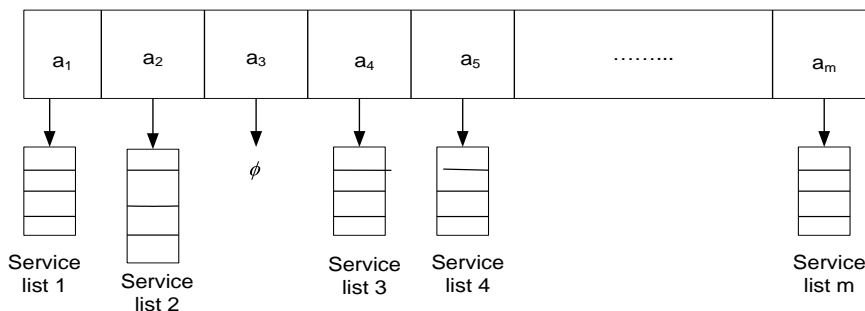 a1 a2 a3 a4 a5 ……... am
ϕ
Service list 1
Service list 2
Service list 3
Service list 4
Service list m